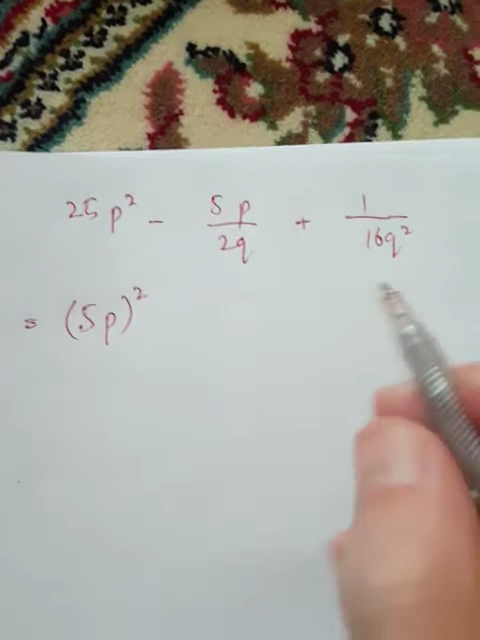 25p² - 5p/2q + 1/16q²
= (5p)²